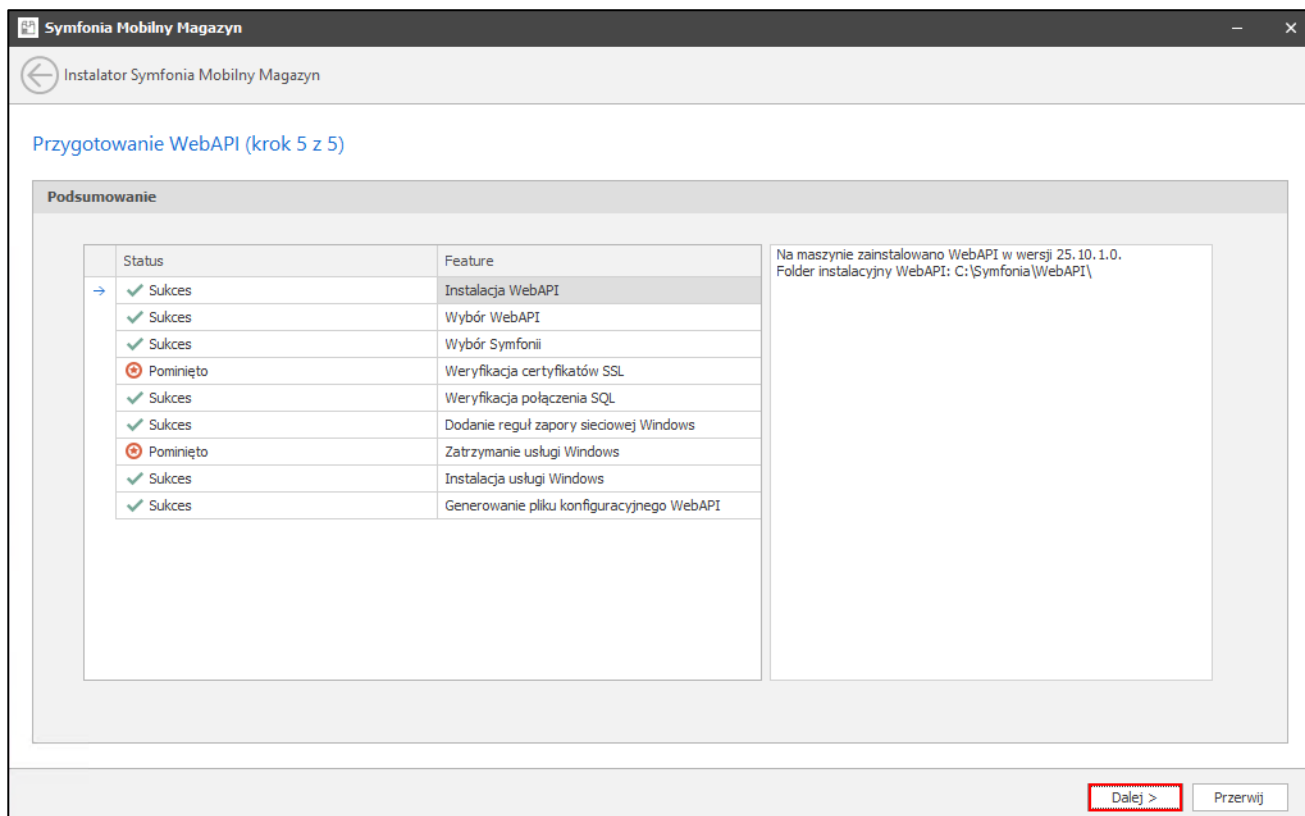 Symfonia Mobilny Magazyn
Instalator Symfonia Mobilny Magazyn
Przygotowanie WebAPI (krok 5 z 5)
Podsumowanie
Status Feature
Sukces Instalacja WebAPI
Sukces Wybór WebAPI
Sukces Wybór Symfonii
Pominięto Weryfikacja certyfikatów SSL
Sukces Weryfikacja połączenia SQL
Sukces Dodanie reguł zapory sieciowej Windows
Pominięto Zatrzymanie usługi Windows
Sukces Instalacja usługi Windows
Sukces Generowanie pliku konfiguracyjnego WebAPI
Na maszynie zainstalowano WebAPI w wersji 25.10.1.0.
Folder instalacyjny WebAPI: C:\Symfonia\WebAPI\
Dalej > Przerwij